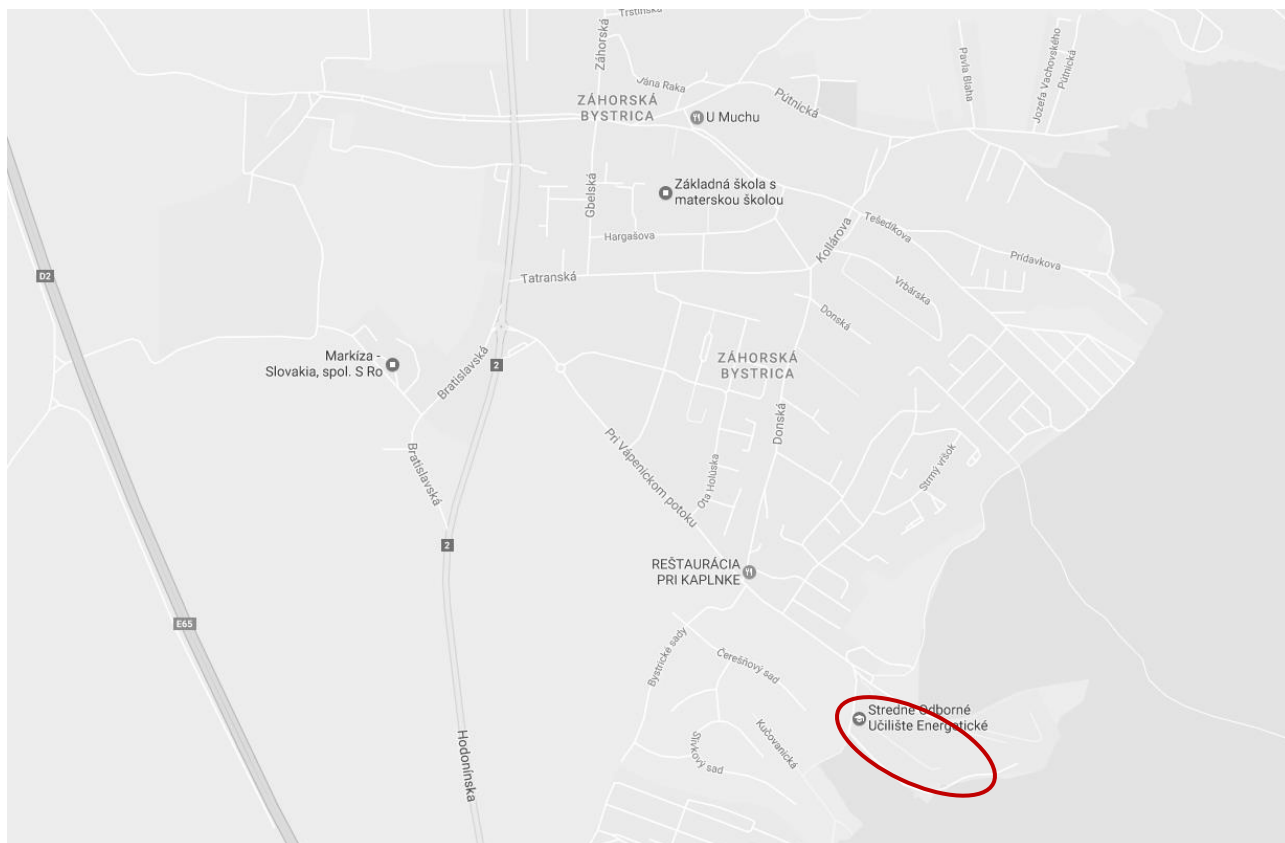 Trstínska
Záhorská
Jána Raka
Pútnická
Pavla Blaha
Jozefa Vachovského
Pútnická
ZÁHORSKÁ
BYSTRICA
U Muchu
Základná škola s
materskou školou
Gbelská
Hargašova
Kollárova
Tešedíkova
Prídavkova
D2
Tatranská
Vrbárska
Donská
Markíza -
Slovakia, spol. S Ro
Bratislavská
2
ZÁHORSKÁ
BYSTRICA
Donská
Pri Vápenickom potoku
Ota Holúska
Strmý vŕšok
Bratislavská
2
REŠTAURÁCIA
PRI KAPLNKE
E65
Bystrické sady
Čerešňový sad
Stredné Odborné
Učilište Energetické
Kučovanická
Slivkový sad
Hodonínska